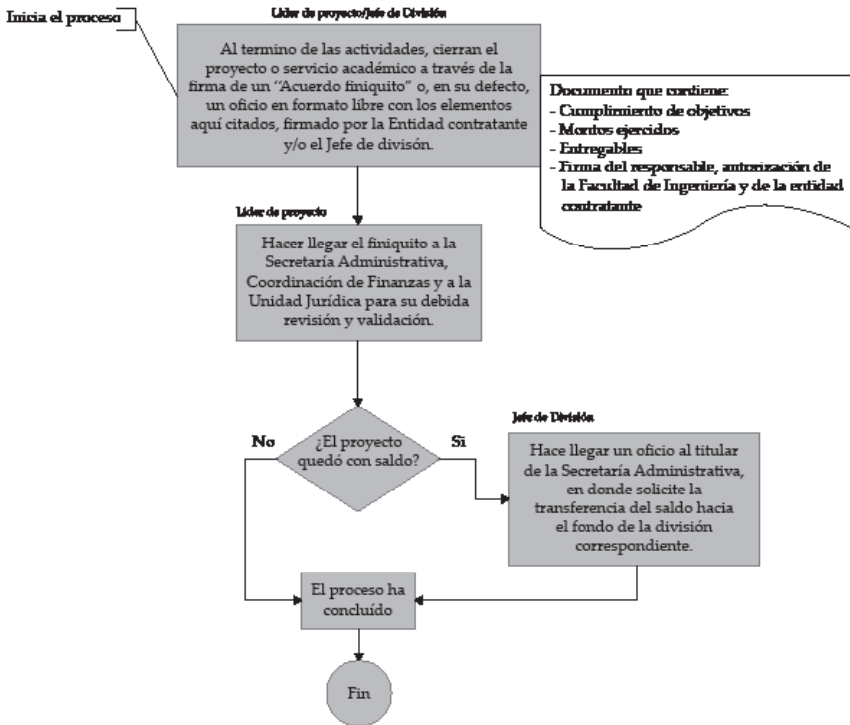 Inicia el proceso
Líder de proyecto/Jefe de División
Al termino de las actividades, cierran el
proyecto o servicio académico a través de la
firma de un “Acuerdo finiquito” o, en su defecto,
un oficio en formato libre con los elementos
aquí citados, firmado por la Entidad contratante
y/o el Jefe de divisón.
Documento que contiene:
- Cumplimiento de objetivos
- Montos ejercidos
- Entregables
- Firma del responsable, autorización de
la Facultad de Ingeniería y de la entidad
contratante
Líder de proyecto
Hacer llegar el finiquito a la
Secretaría Administrativa,
Coordinación de Finanzas y a la
Unidad Jurídica para su debida
revisión y validación.
¿El proyecto
quedó con saldo?
No
Si
Jefe de División
Hace llegar un oficio al titular
de la Secretaría Administrativa,
en donde solicite la
transferencia del saldo hacia
el fondo de la división
correspondiente.
El proceso ha
concluído
Fin